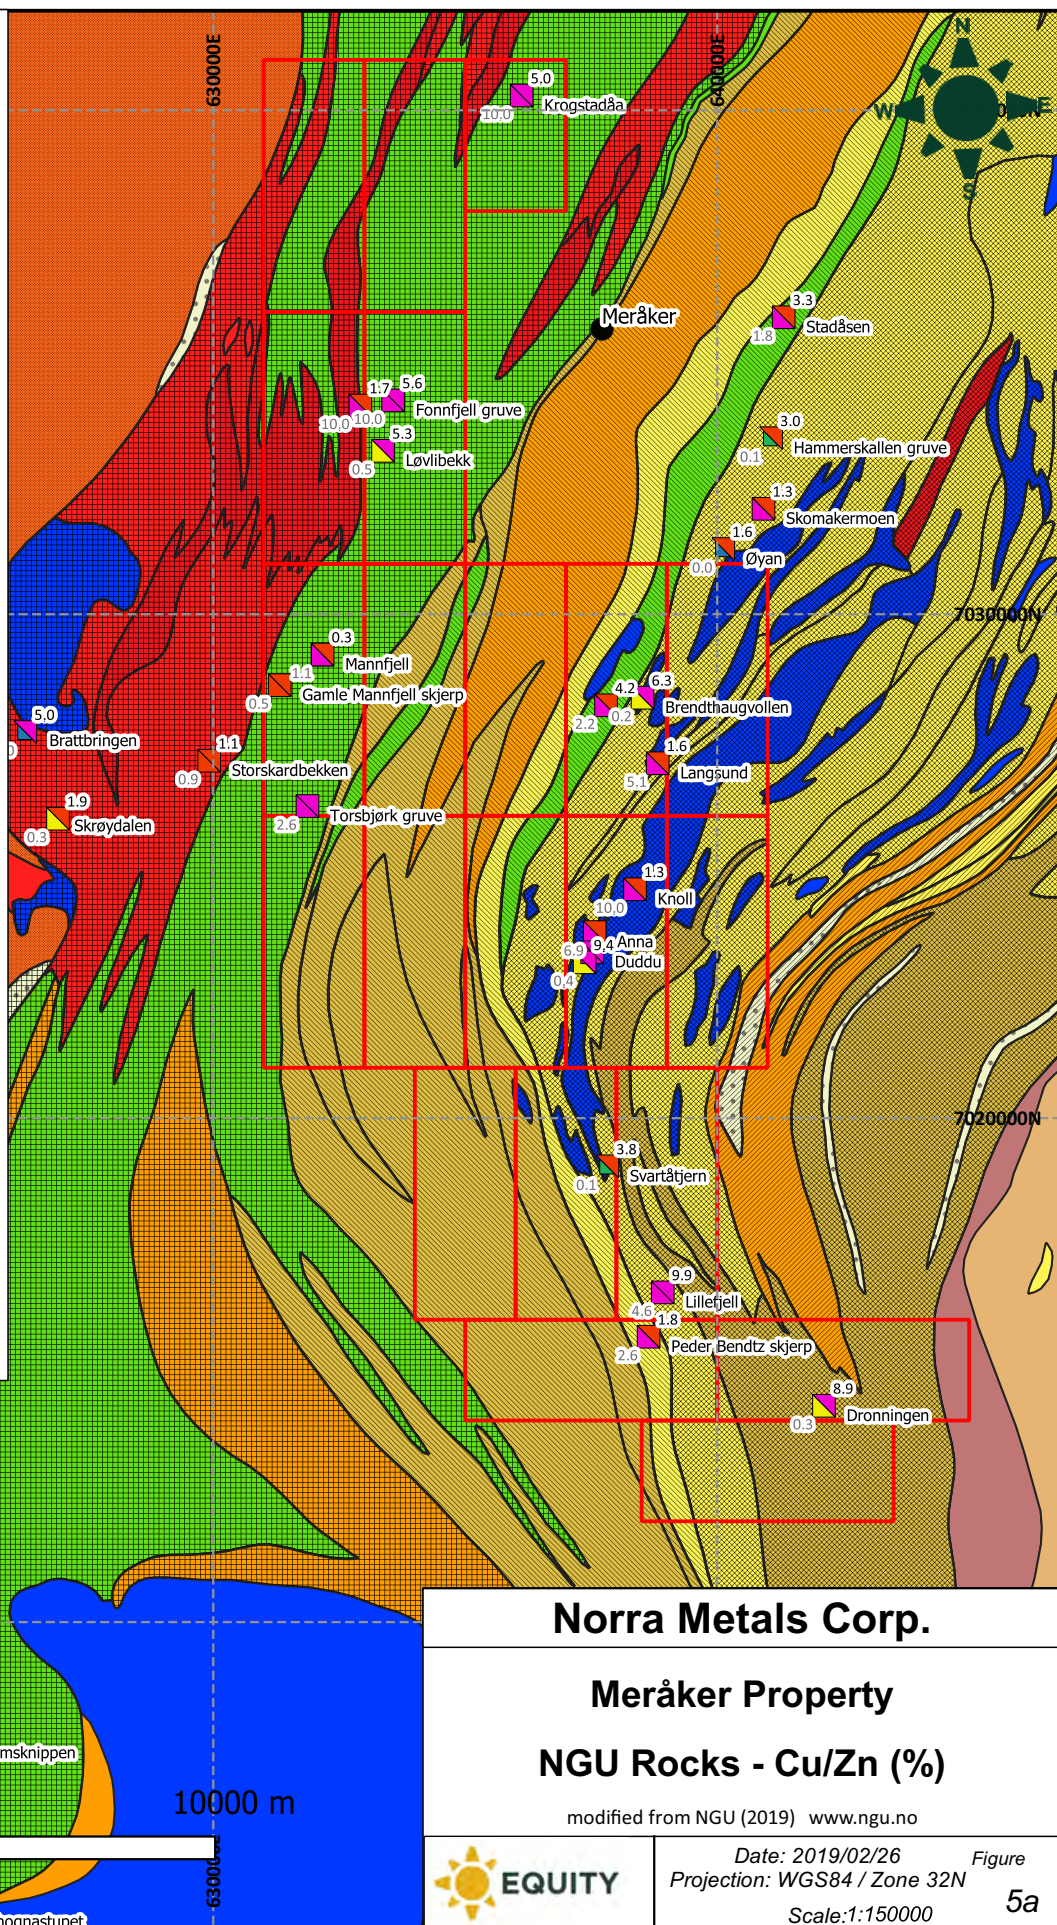 N
W
E
S
630000E
640000E
0N
5.0
Krogstadåa
10.0
Meråker
3.3
Stadåsen
1.8
1.7
5.6
Fonnfjell gruve
10.0
10.0
5.3
Løvlibekk
0.5
3.0
Hammerskallen gruve
0.1
1.3
Skomakermoen
1.6
Øyan
0.0
7030000N
0.3
Mannfjell
1.1
Gamle Mannfjell skjerp
0.5
4.2
6.3
Brendthaugvollen
2.2
0.2
5.0
Brattbringen
0
1.1
Storskardbekken
0.9
1.6
Langsund
5.1
1.9
Skrøydalen
0.3
Torsbjørk gruve
2.6
1.3
Knoll
10.0
Anna
6.9
9.4
Duddu
0.4
7020000N
3.8
Svartåtjern
0.1
9.9
Lillefjell
4.6
1.8
Peder Bendtz skjerp
2.6
8.9
Dronningen
0.3
msknippen
10000 m
630000E
ognastupet
Norra Metals Corp.
Meråker Property
NGU Rocks - Cu/Zn (%)
modified from NGU (2019) www.ngu.no
EQUITY
Date: 2019/02/26
Projection: WGS84 / Zone 32N
Scale:1:150000
Figure
5a